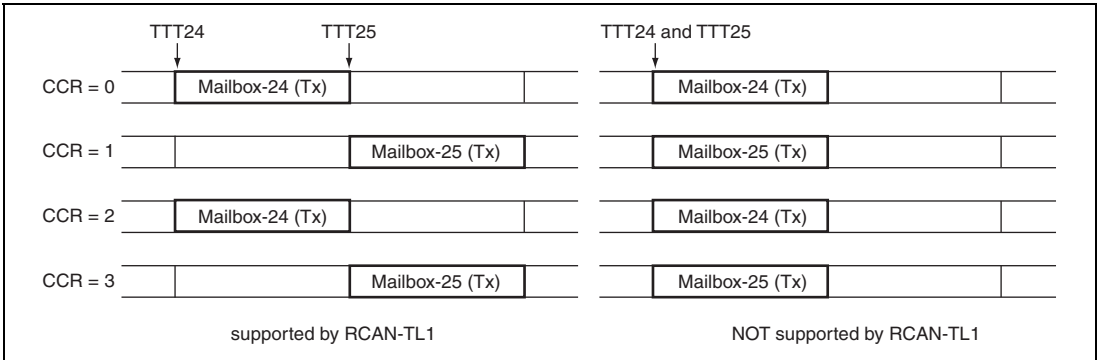 TTT24 TTT25 TTT24 and TTT25
CCR = 0 Mailbox-24 (Tx) Mailbox-24 (Tx)
CCR = 1 Mailbox-25 (Tx) Mailbox-25 (Tx)
CCR = 2 Mailbox-24 (Tx) Mailbox-24 (Tx)
CCR = 3 Mailbox-25 (Tx) Mailbox-25 (Tx)
supported by RCAN-TL1 NOT supported by RCAN-TL1